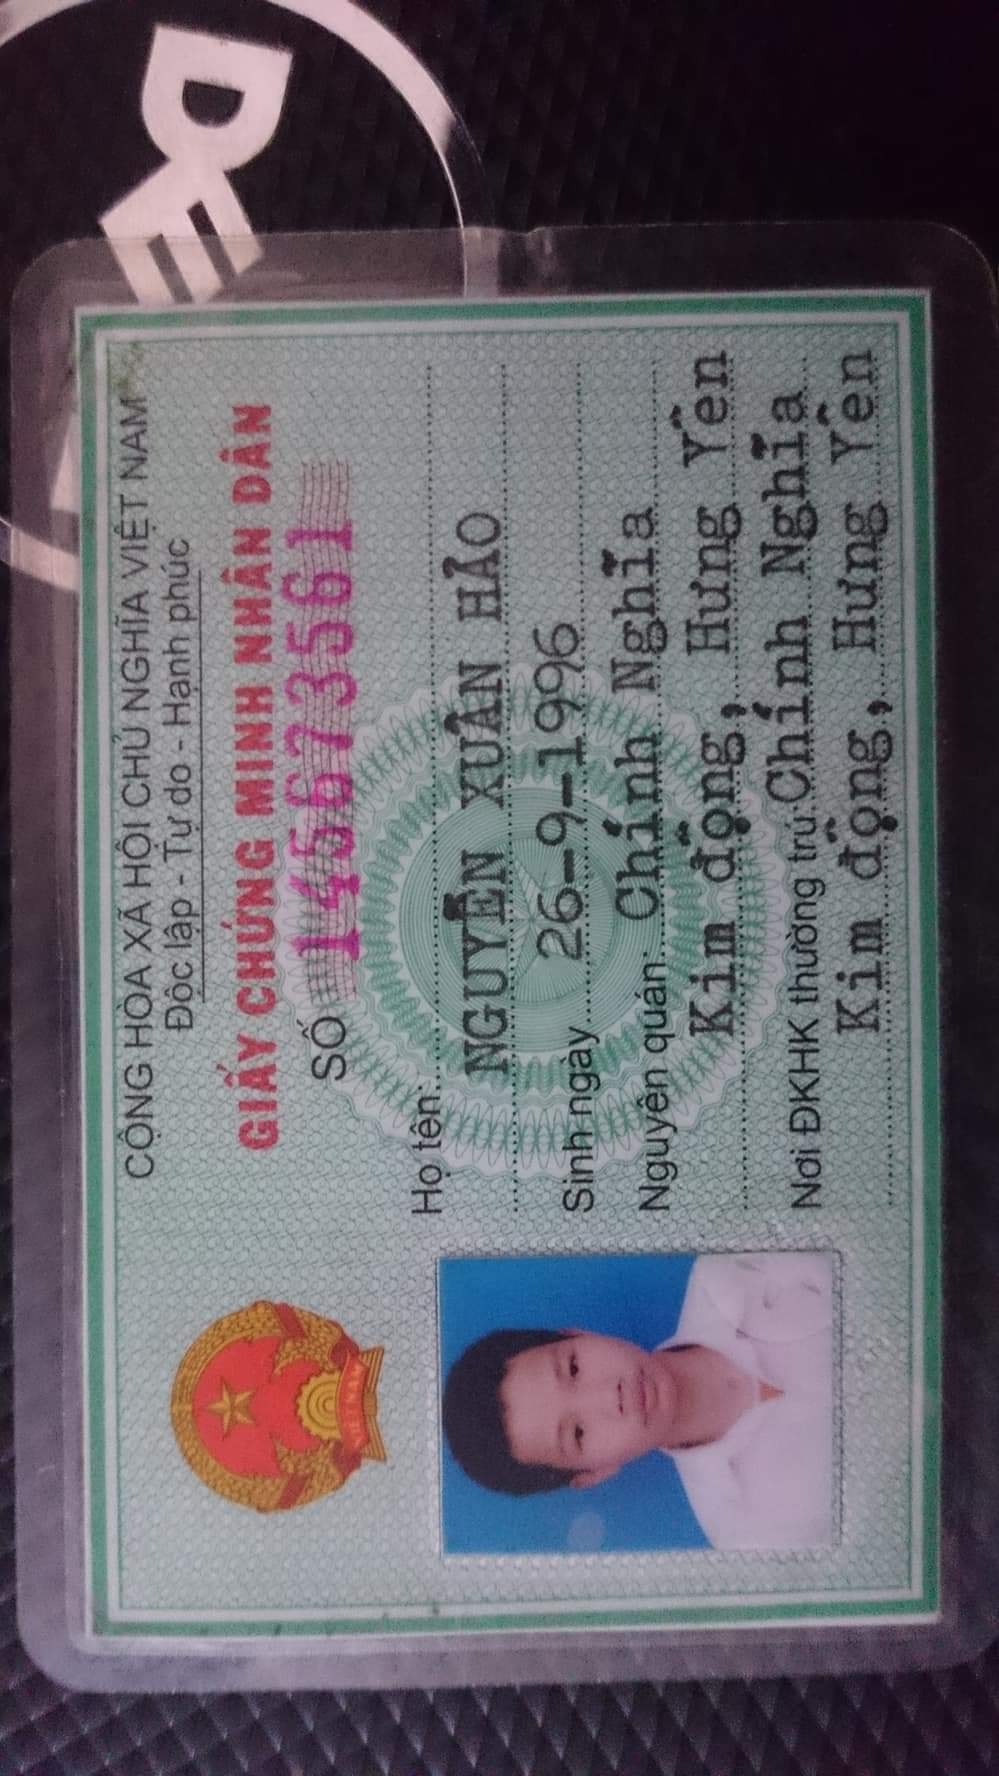 CỘNG HÒA XÃ HỘI CHỦ NGHĨA VIỆT NAM
Độc lập - Tự do - Hạnh phúc
GIẤY CHỨNG MINH NHÂN DÂN
SỐ 145673561
Họ tên:
NGUYỄN XUÂN HẢO
Sinh ngày 26-9-1996
Nguyên quán: Chính Nghĩa
Kim động, Hưng Yên
Nơi ĐKHK thường trú: Chính Nghĩa
Kim động, Hưng Yên
VIỆT NAM